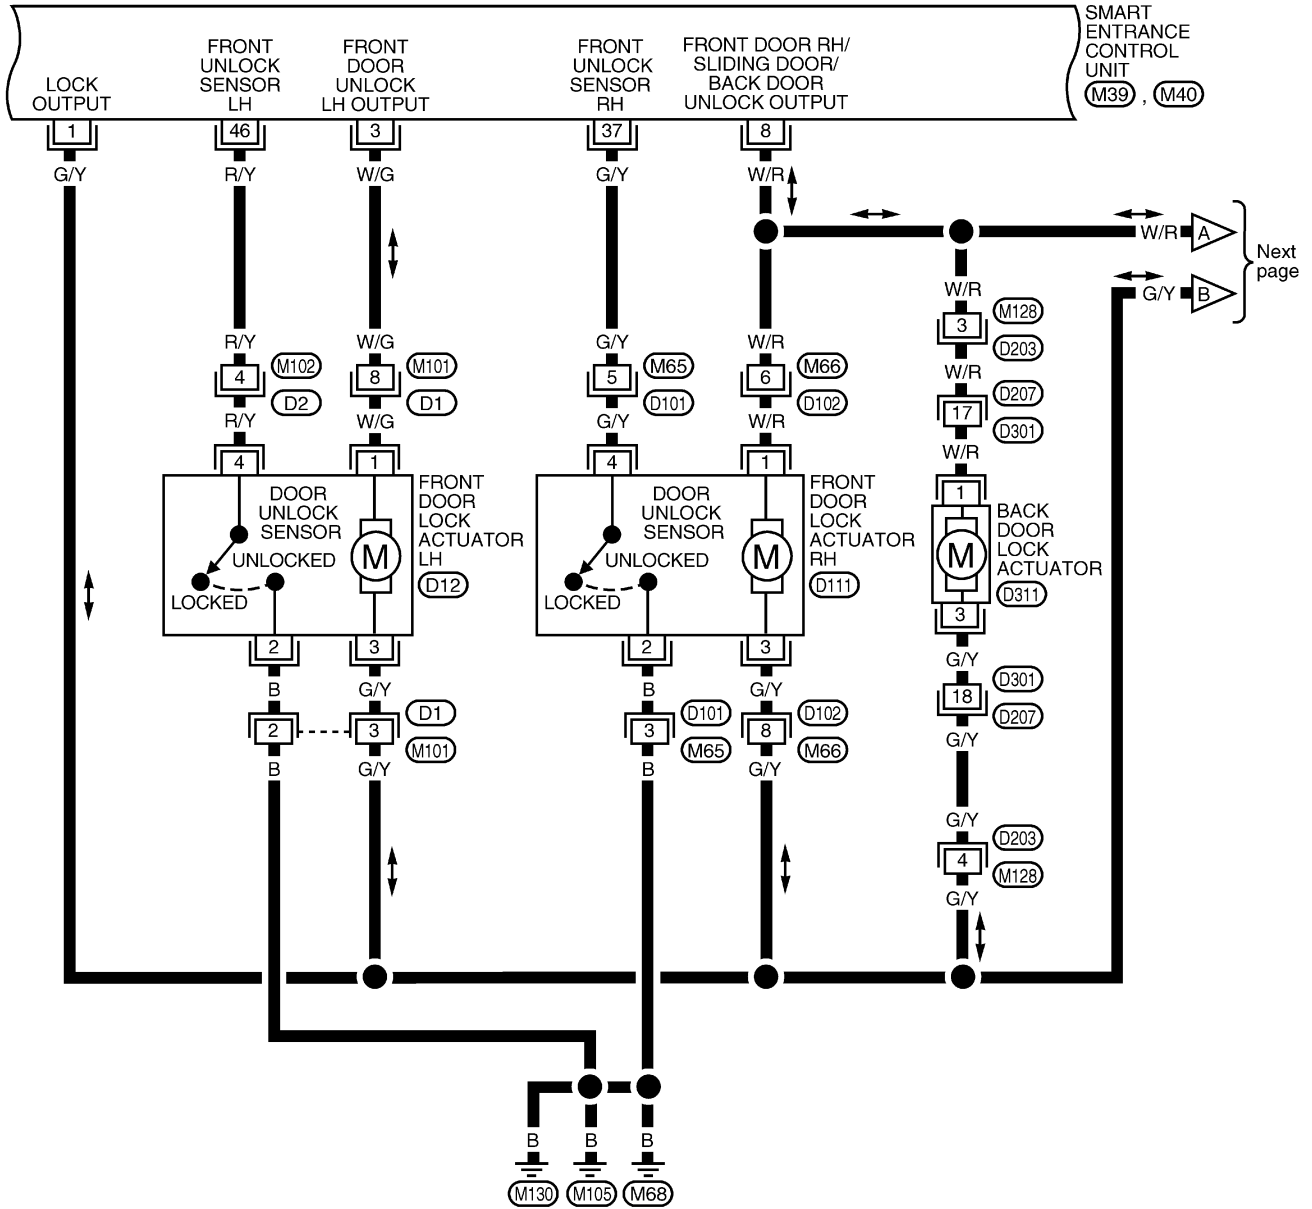 SMART
ENTRANCE
CONTROL
UNIT
M39 , M40
LOCK
OUTPUT
FRONT
UNLOCK
SENSOR
LH
FRONT
DOOR
UNLOCK
LH OUTPUT
FRONT
UNLOCK
SENSOR
RH
FRONT DOOR RH/
SLIDING DOOR/
BACK DOOR
UNLOCK OUTPUT
1 46 3 37 8
G/Y R/Y W/G G/Y W/R
W/R A
G/Y B
Next
page
W/R
3 M128
D203
W/R
17 D207
D301
W/R
R/Y W/G G/Y W/R
4 M102
D2
8 M101
D1
5 M65
D101
6 M66
D102
R/Y W/G G/Y W/R
4 1 4 1 1
DOOR
UNLOCK
SENSOR
UNLOCKED
LOCKED
M
FRONT
DOOR
LOCK
ACTUATOR
LH
D12
DOOR
UNLOCK
SENSOR
UNLOCKED
LOCKED
M
FRONT
DOOR
LOCK
ACTUATOR
RH
D111
M
BACK
DOOR
LOCK
ACTUATOR
D311
2 3 2 3 3
B G/Y B G/Y G/Y
2 3 D1
M101
3 D101
M65
8 D102
M66
18 D301
D207
B G/Y B G/Y G/Y
G/Y
4 D203
M128
G/Y
B B B
M130 M105 M68